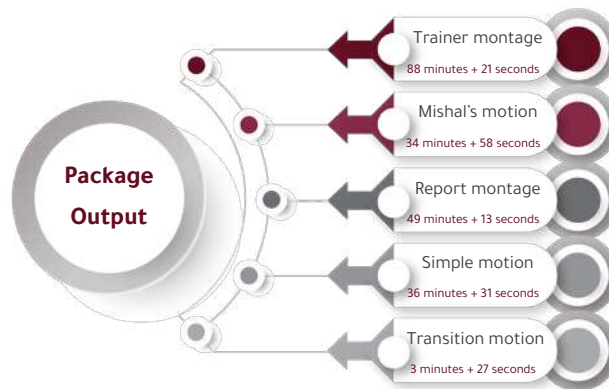 Package
Output
Trainer montage
88 minutes + 21 seconds
Mishal's motion
34 minutes + 58 seconds
Report montage
49 minutes + 13 seconds
Simple motion
36 minutes + 31 seconds
Transition motion
3 minutes + 27 seconds